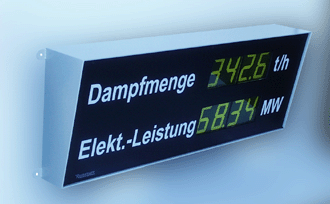 Dampfmenge 342.6 t/h
Elekt.-Leistung 58.34 MW